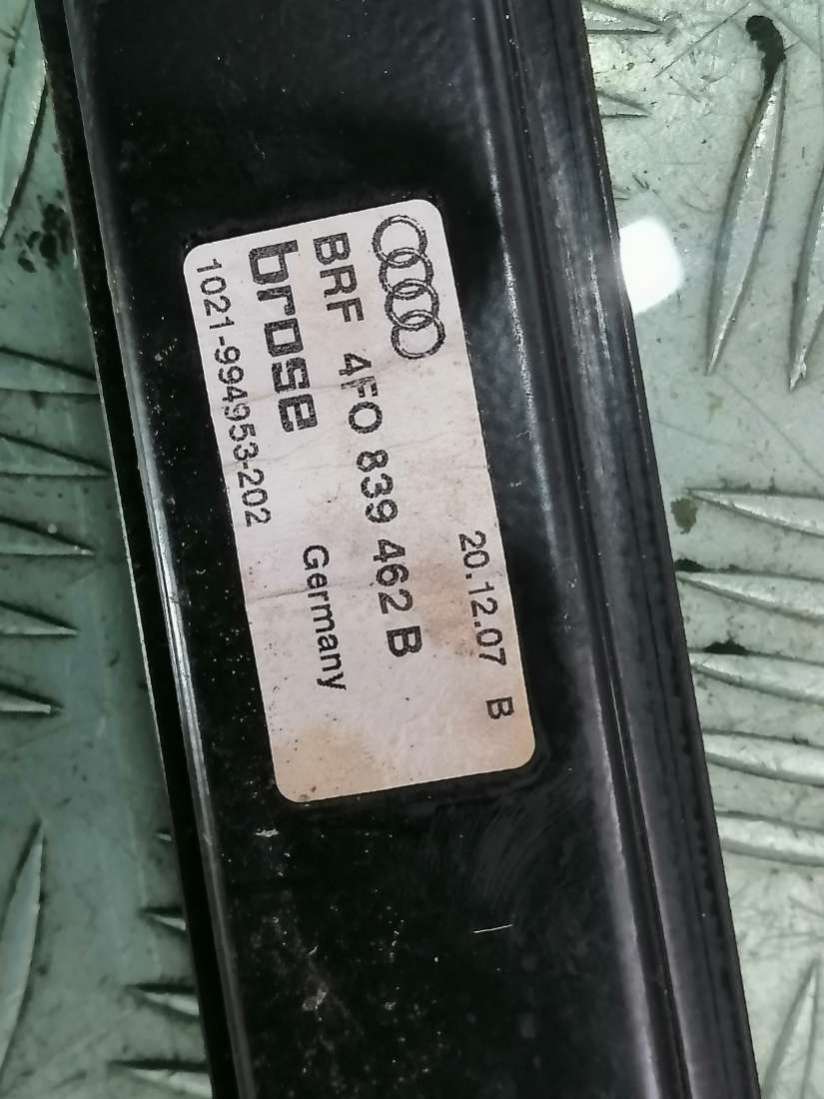 20.12.07 B
BRF 4F0 839 462 B
brose Germany
1021-994953-202